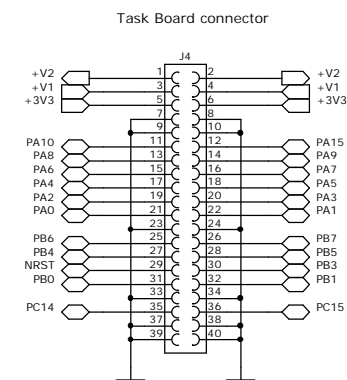 Task Board connector
J4
+V2 1 2 +V2
+V1 3 4 +V1
+3V3 5 6 +3V3
7 8
9 10
PA10 11 12 PA15
PA8 13 14 PA9
PA6 15 16 PA7
PA4 17 18 PA5
PA2 19 20 PA3
PA0 21 22 PA1
23 24
PB6 25 26 PB7
PB4 27 28 PB5
NRST 29 30 PB3
PB0 31 32 PB1
33 34
PC14 35 36 PC15
37 38
39 40